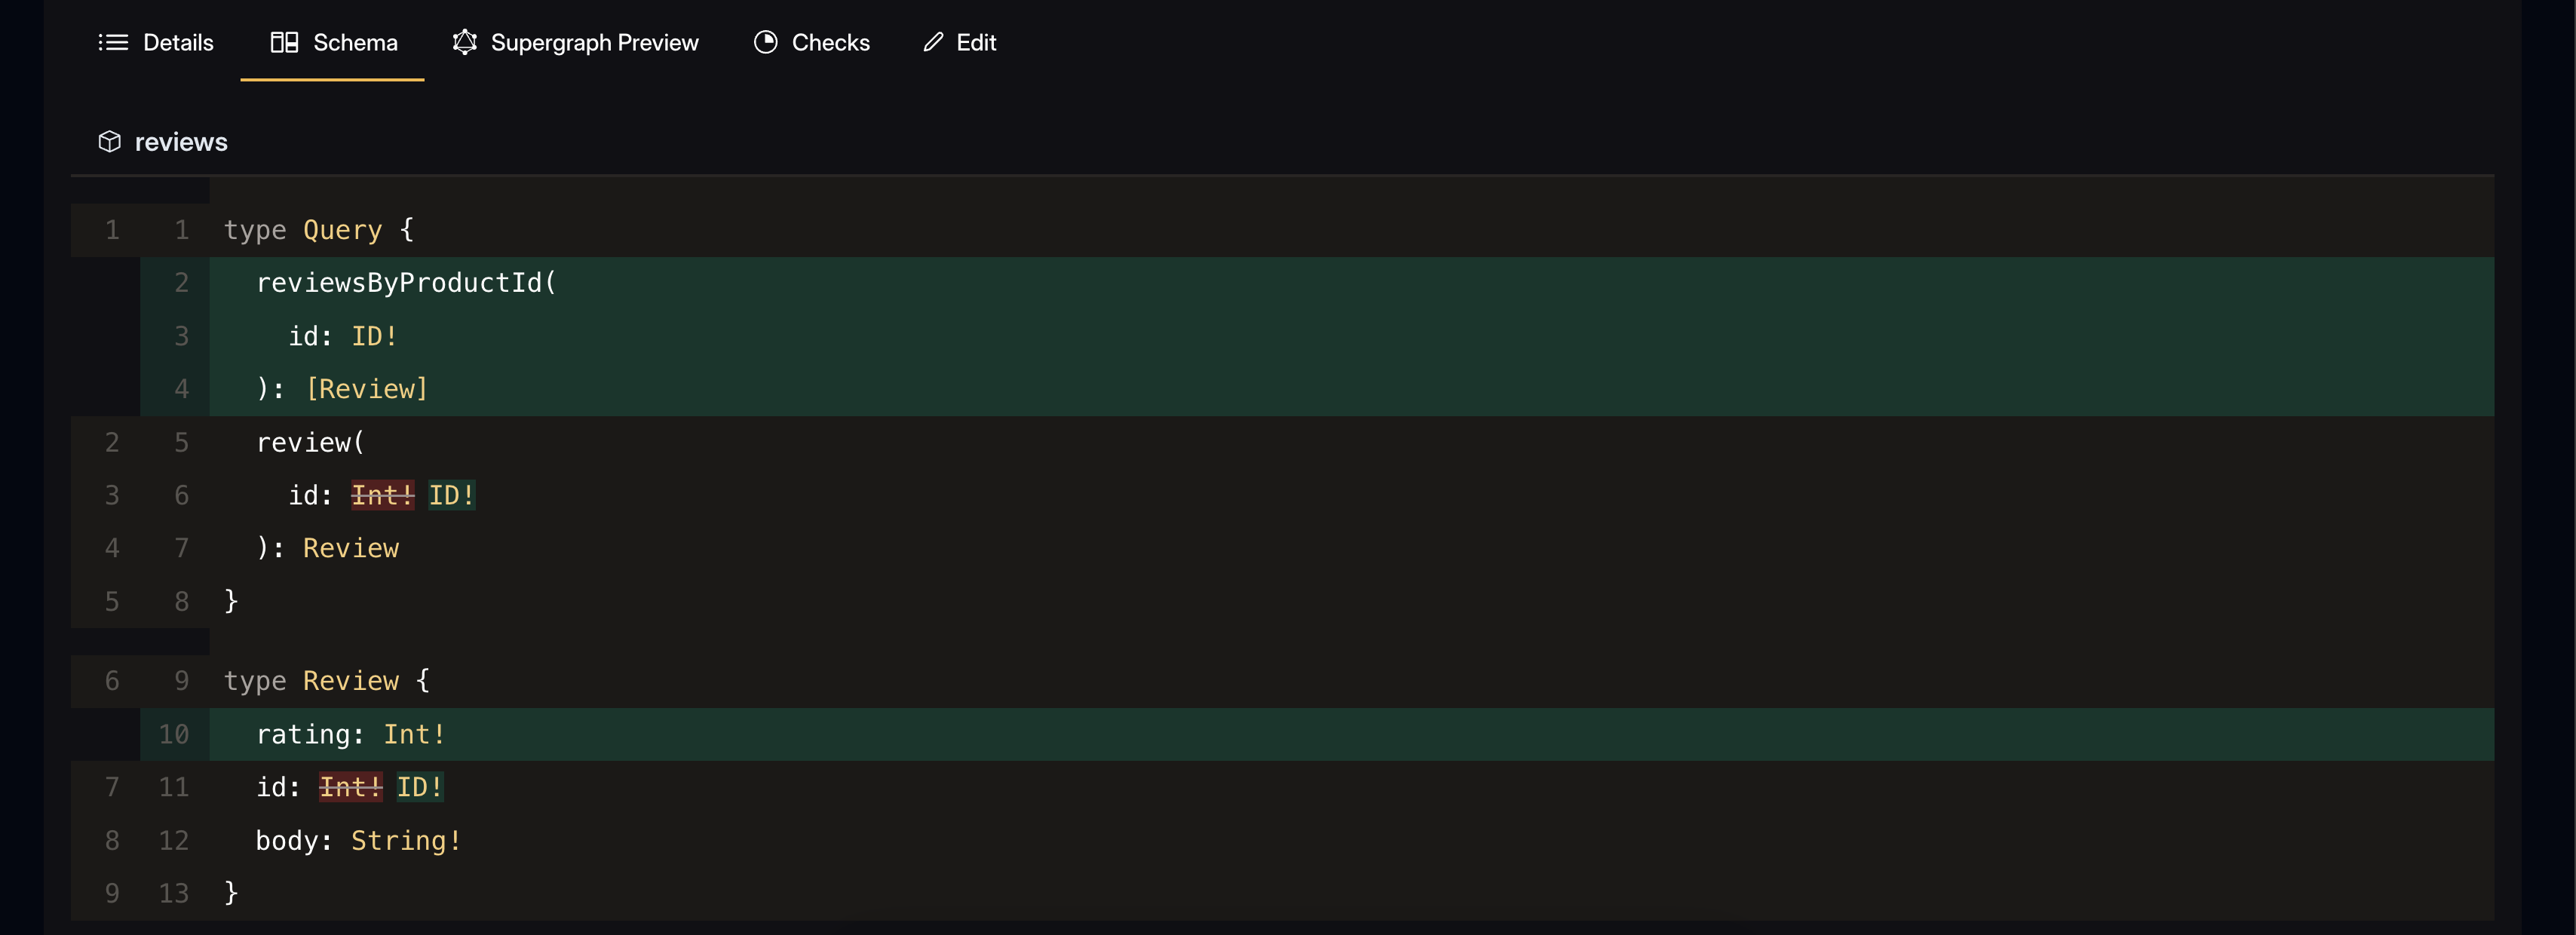 Details Schema Supergraph Preview Checks Edit
reviews
1 1 type Query {
2 reviewsByProductId(
3 id: ID!
4 ): [Review]
2 5 review(
3 6 id: Int! ID!
4 7 ): Review
5 8 }
6 9 type Review {
10 rating: Int!
7 11 id: Int! ID!
8 12 body: String!
9 13 }